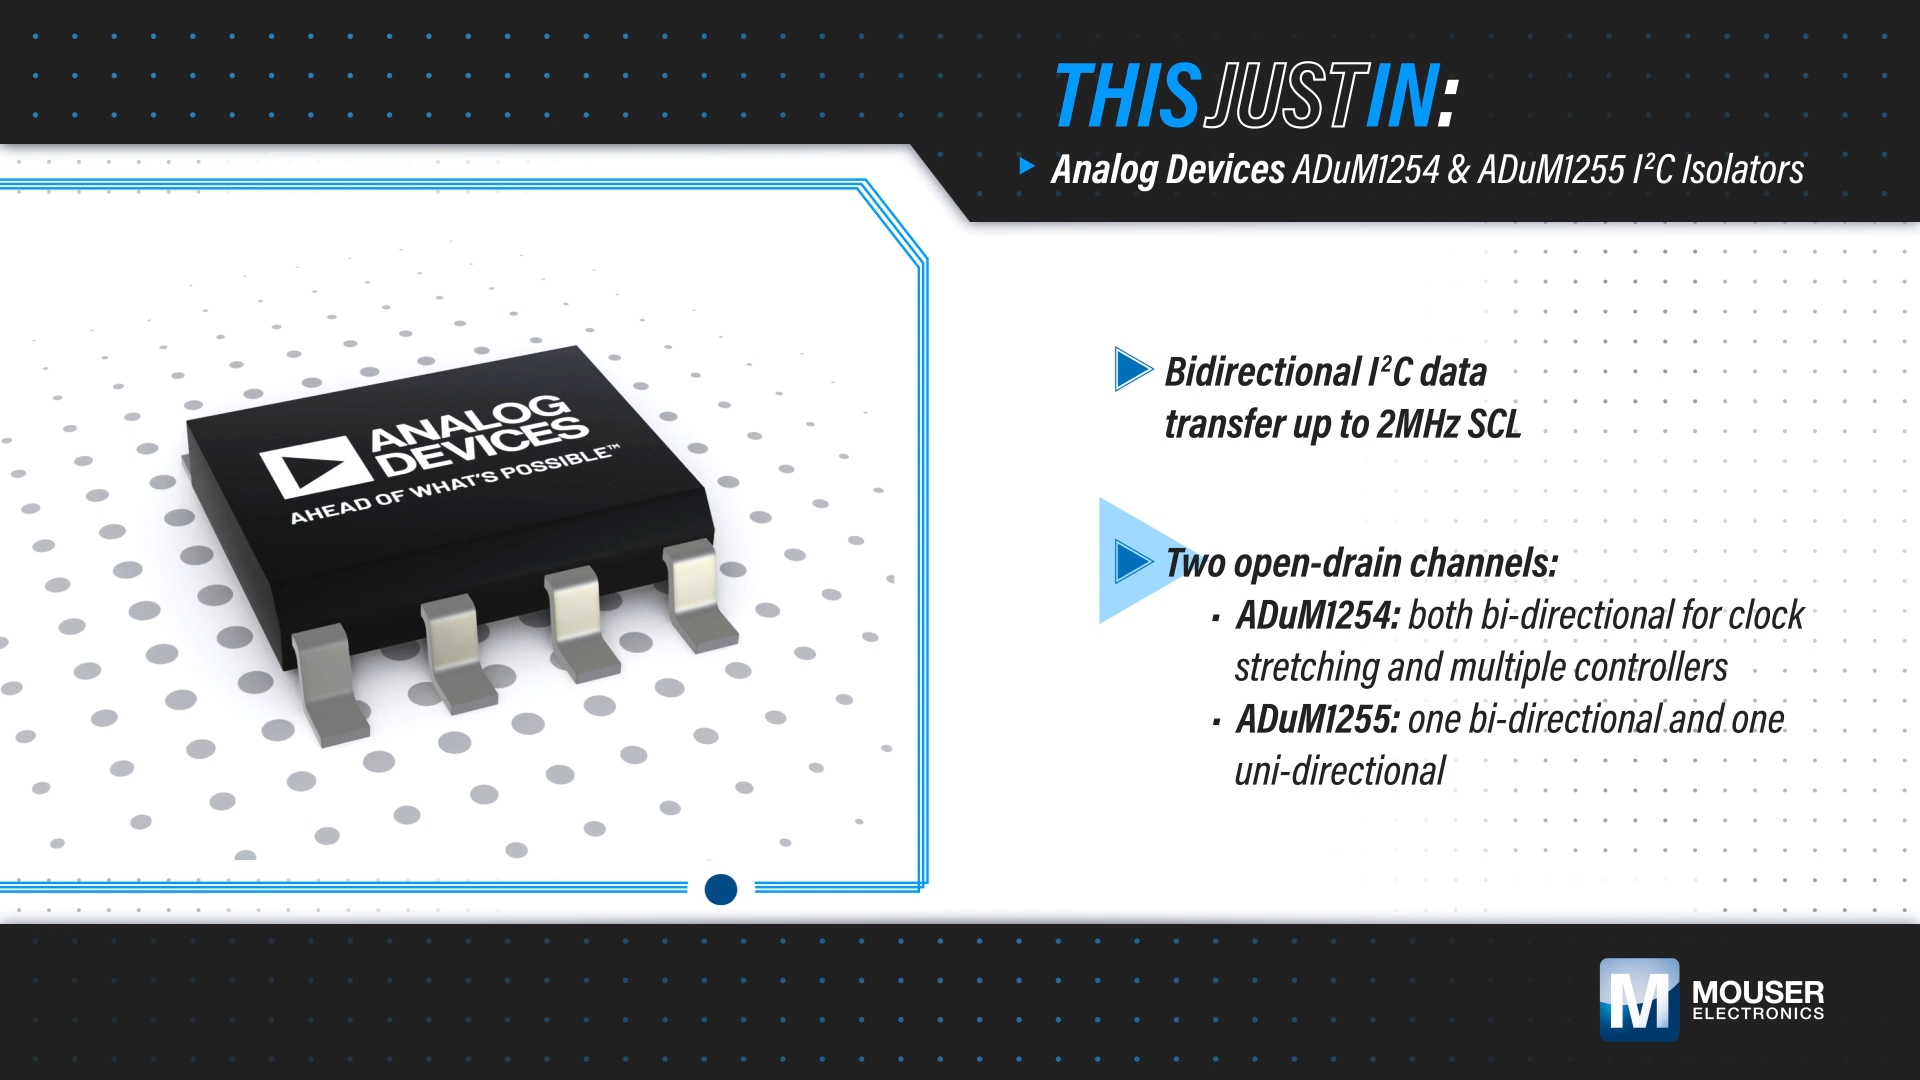 THIS JUST IN:
Analog Devices ADuM1254 & ADuM1255 I²C Isolators
ANALOG
DEVICES
AHEAD OF WHAT'S POSSIBLE™
Bidirectional I²C data
transfer up to 2MHz SCL
Two open-drain channels:
▪ ADuM1254: both bi-directional for clock
stretching and multiple controllers
▪ ADuM1255: one bi-directional and one
uni-directional
M
MOUSER
ELECTRONICS